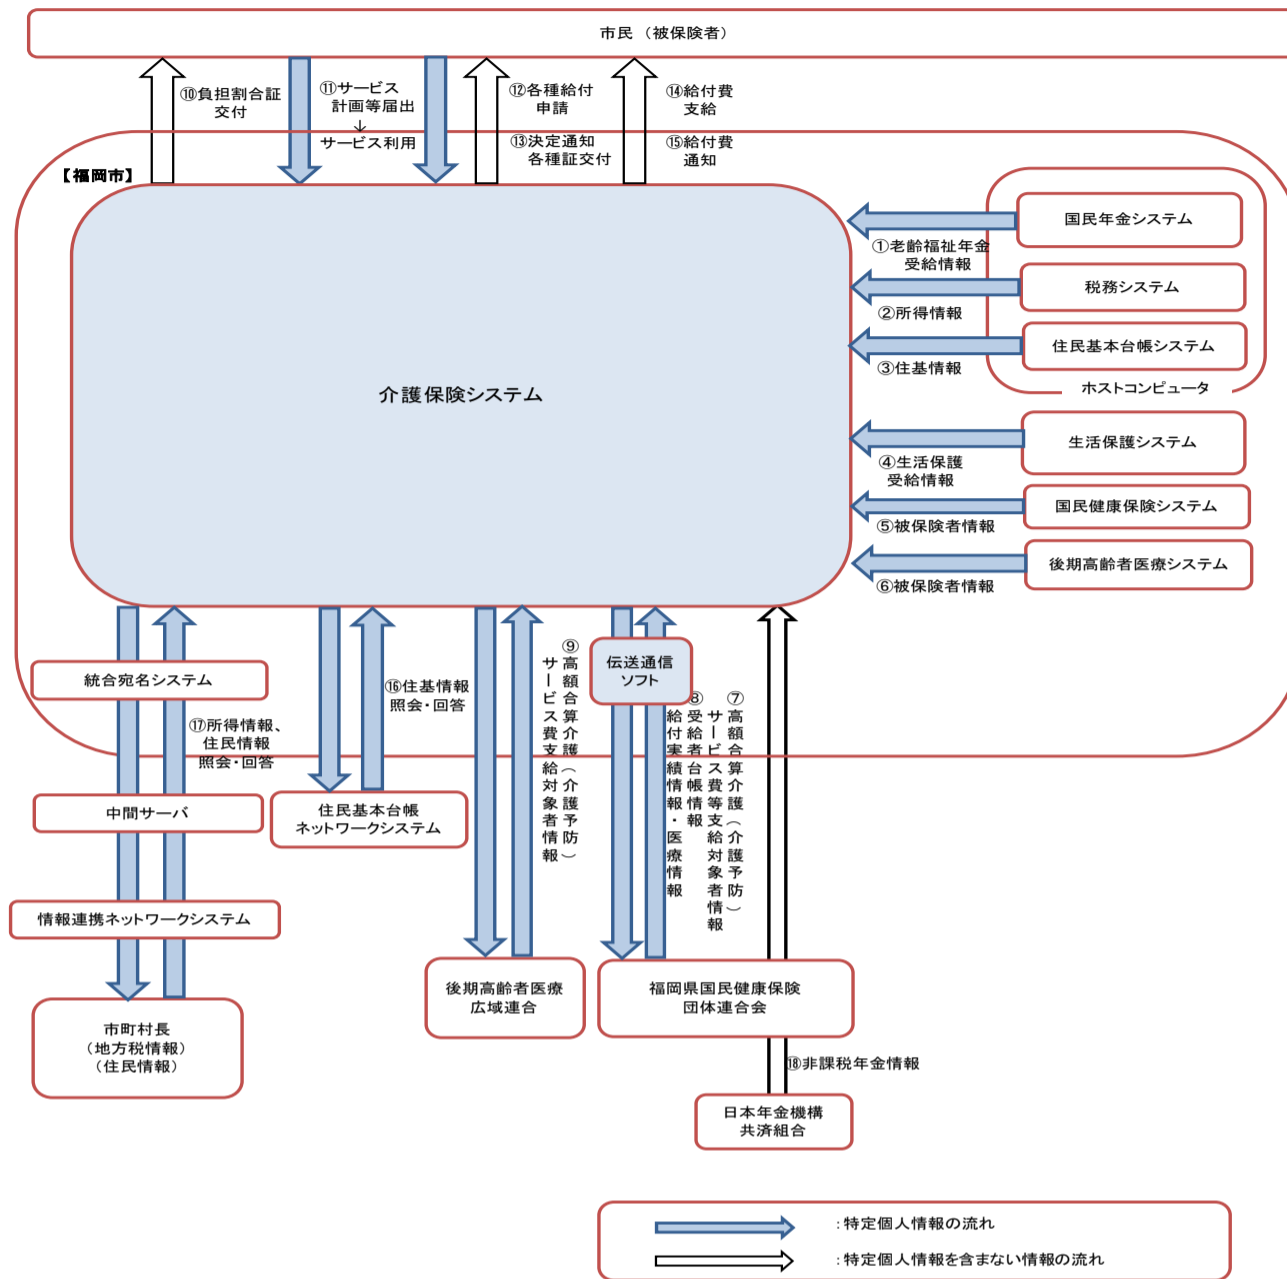 市民（被保険者）
⑩負担割合証
交付
⑪サービス
計画等届出
↓
サービス利用
⑫各種給付
申請
⑬決定通知
各種証交付
⑭給付費
支給
⑮給付費
通知
【福岡市】
介護保険システム
国民年金システム
①老齢福祉年金
受給情報
税務システム
②所得情報
住民基本台帳システム
③住基情報
ホストコンピュータ
生活保護システム
④生活保護
受給情報
国民健康保険システム
⑤被保険者情報
後期高齢者医療システム
⑥被保険者情報
統合宛名システム
⑰所得情報、
住民情報
照会・回答
中間サーバ
情報連携ネットワークシステム
市町村長
（地方税情報）
（住民情報）
⑯住基情報
照会・回答
住民基本台帳
ネットワークシステム
⑨高額合算介護（介護予防）
サービス費支給対象者情報
後期高齢者医療
広域連合
伝送通信
ソフト
⑦高額合算介護（介護予防）
サービス費等支給対象者情報
⑧受給者台帳情報
給付実績情報・医療情報
福岡県国民健康保険
団体連合会
⑱非課税年金情報
日本年金機構
共済組合
：特定個人情報の流れ
：特定個人情報を含まない情報の流れ